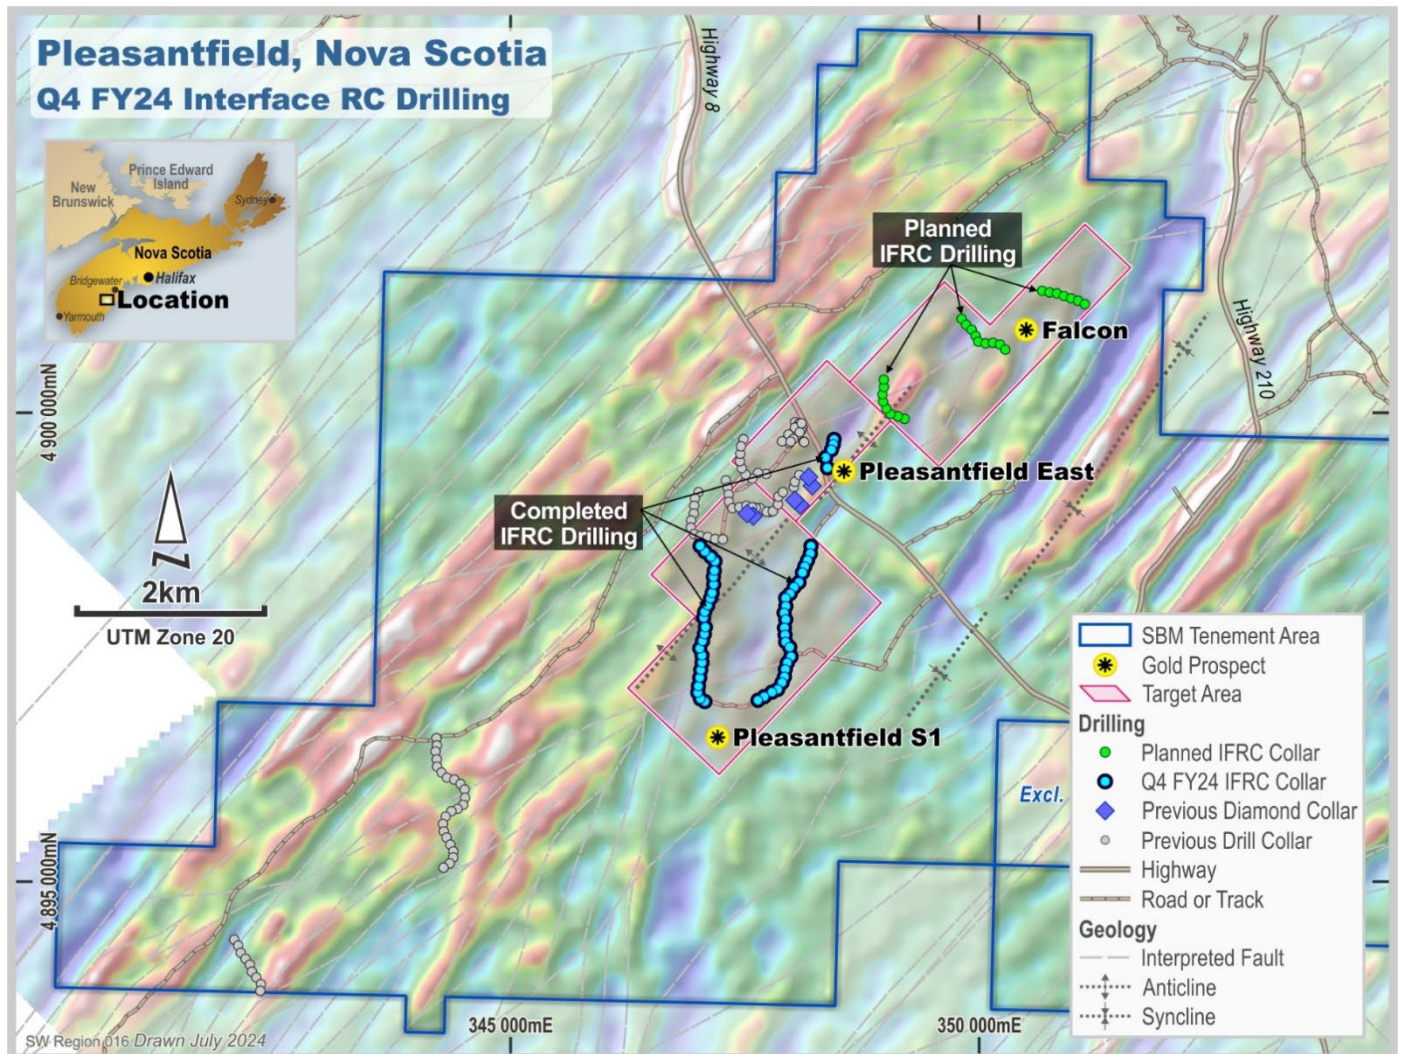 Pleasantfield, Nova Scotia
Q4 FY24 Interface RC Drilling
Highway 8
New
Brunswick
Prince Edward
Island
Sydney
Nova Scotia
Bridgewater
Halifax
Location
Yarmouth
Planned
IFRC Drilling
Falcon
Highway 210
4 900 000mN
Pleasantfield East
Completed
IFRC Drilling
N
2km
UTM Zone 20
Pleasantfield S1
Excl.
4 895 000mN
345 000mE
350 000mE
SW Region 016 Drawn July 2024
SBM Tenement Area
Gold Prospect
Target Area
Drilling
Planned IFRC Collar
Q4 FY24 IFRC Collar
Previous Diamond Collar
Previous Drill Collar
Highway
Road or Track
Geology
Interpreted Fault
Anticline
Syncline